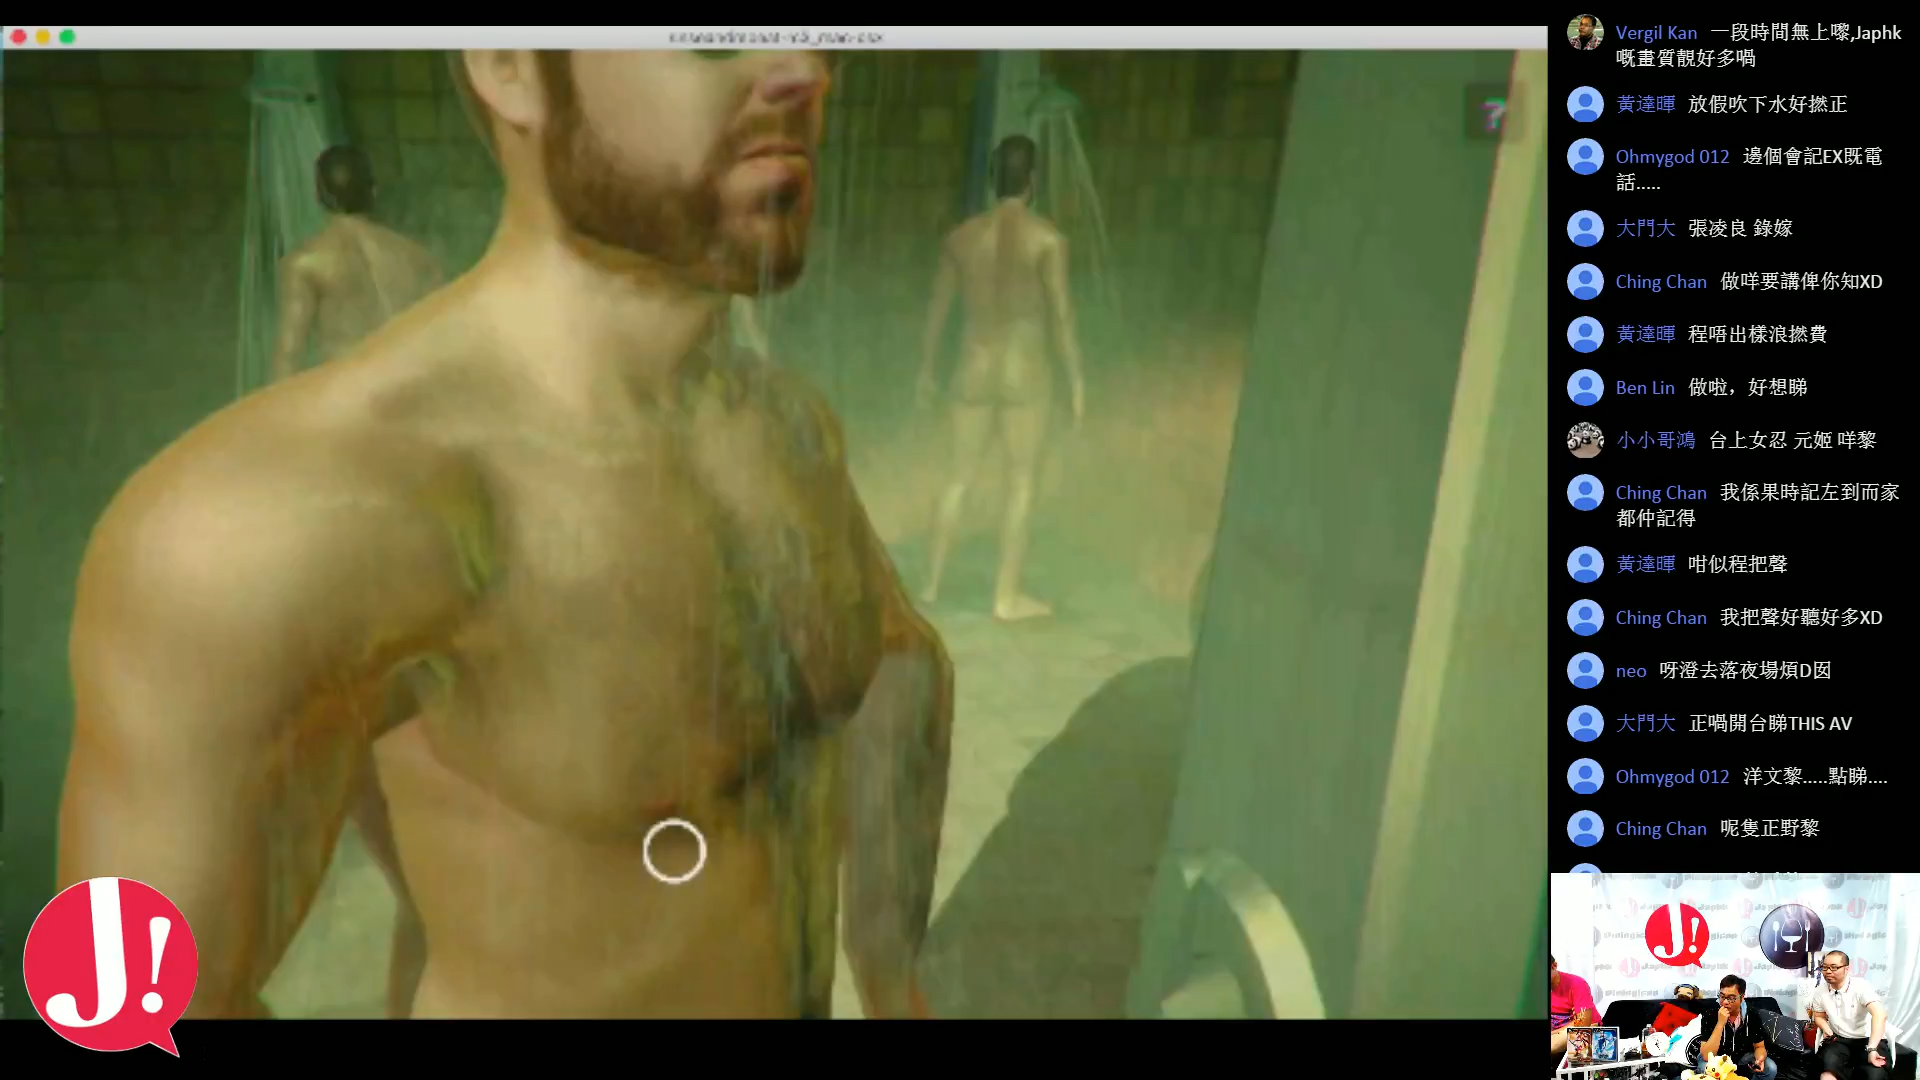 Vergil Kan 一段時間無上嚟,Japhk
嘅畫質靚好多喎
黃達暉 放假吹下水好撚正
Ohmygod 012 邊個會記EX既電
話.....
大門大 張凌良 錄嫁
Ching Chan 做咩要講俾你知XD
黃達暉 程唔出樣浪撚費
Ben Lin 做啦，好想睇
小小哥鴻 台上女忍 元姬 咩黎
Ching Chan 我係果時記左到而家
都仲記得
黃達暉 咁似程把聲
Ching Chan 我把聲好聽好多XD
neo 呀澄去落夜場煩D囡
大門大 正喎開台睇THIS AV
Ohmygod 012 洋文黎.....點睇....
Ching Chan 呢隻正野黎
?
J!
J!